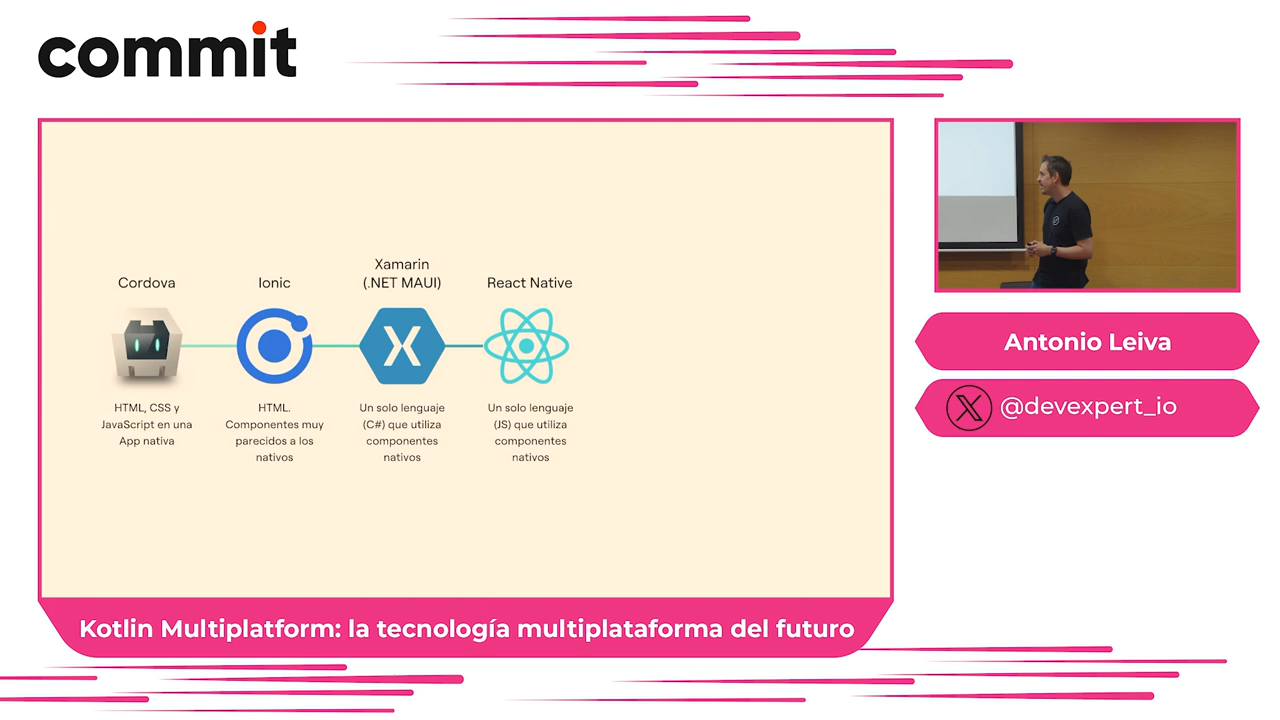 commit
Cordova
HTML, CSS y
JavaScript en una
App nativa
Ionic
HTML.
Componentes muy
parecidos a los
nativos
Xamarin
(.NET MAUI)
Un solo lenguaje
(C#) que utiliza
componentes
nativos
React Native
Un solo lenguaje
(JS) que utiliza
componentes
nativos
Antonio Leiva
@devexpert_io
Kotlin Multiplatform: la tecnología multiplataforma del futuro